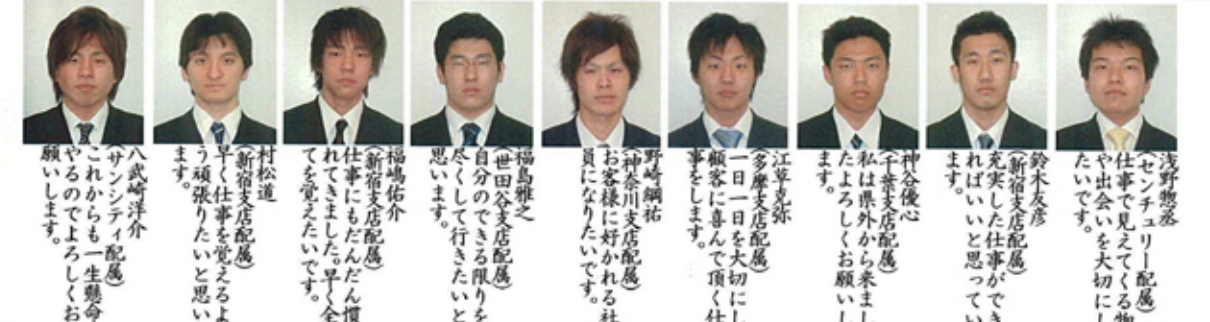 浅野惣丞
（センチュリー配属）
仕事で見えてくる物
や出会いを大切にし
たいです。
鈴木友彦
（新宿支店配属）
充実した仕事ができ
ればいいと思ってい
ます。
神谷優心
（千葉支店配属）
私は県外から来まし
たよろしくお願いし
ます。
江草克弥
（多摩支店配属）
一日一日を大切にし
顧客に喜んで頂く仕
事をします。
野崎綱祐
（神奈川支店配属）
お客様に好かれる社
員になりたいです。
福島雅之
（世田谷支店配属）
自分のできる限りを
尽くして行きたいと
思います。
福嶋佑介
（新宿支店配属）
仕事にもだんだん慣
れてきました。早く全
てを覚えたいです。
村松道
（新宿支店配属）
早く仕事を覚えるよ
う頑張りたいと思い
ます。
八武崎洋介
（サンシティ配属）
これからも一生懸命
やるのでよろしくお
願いします。